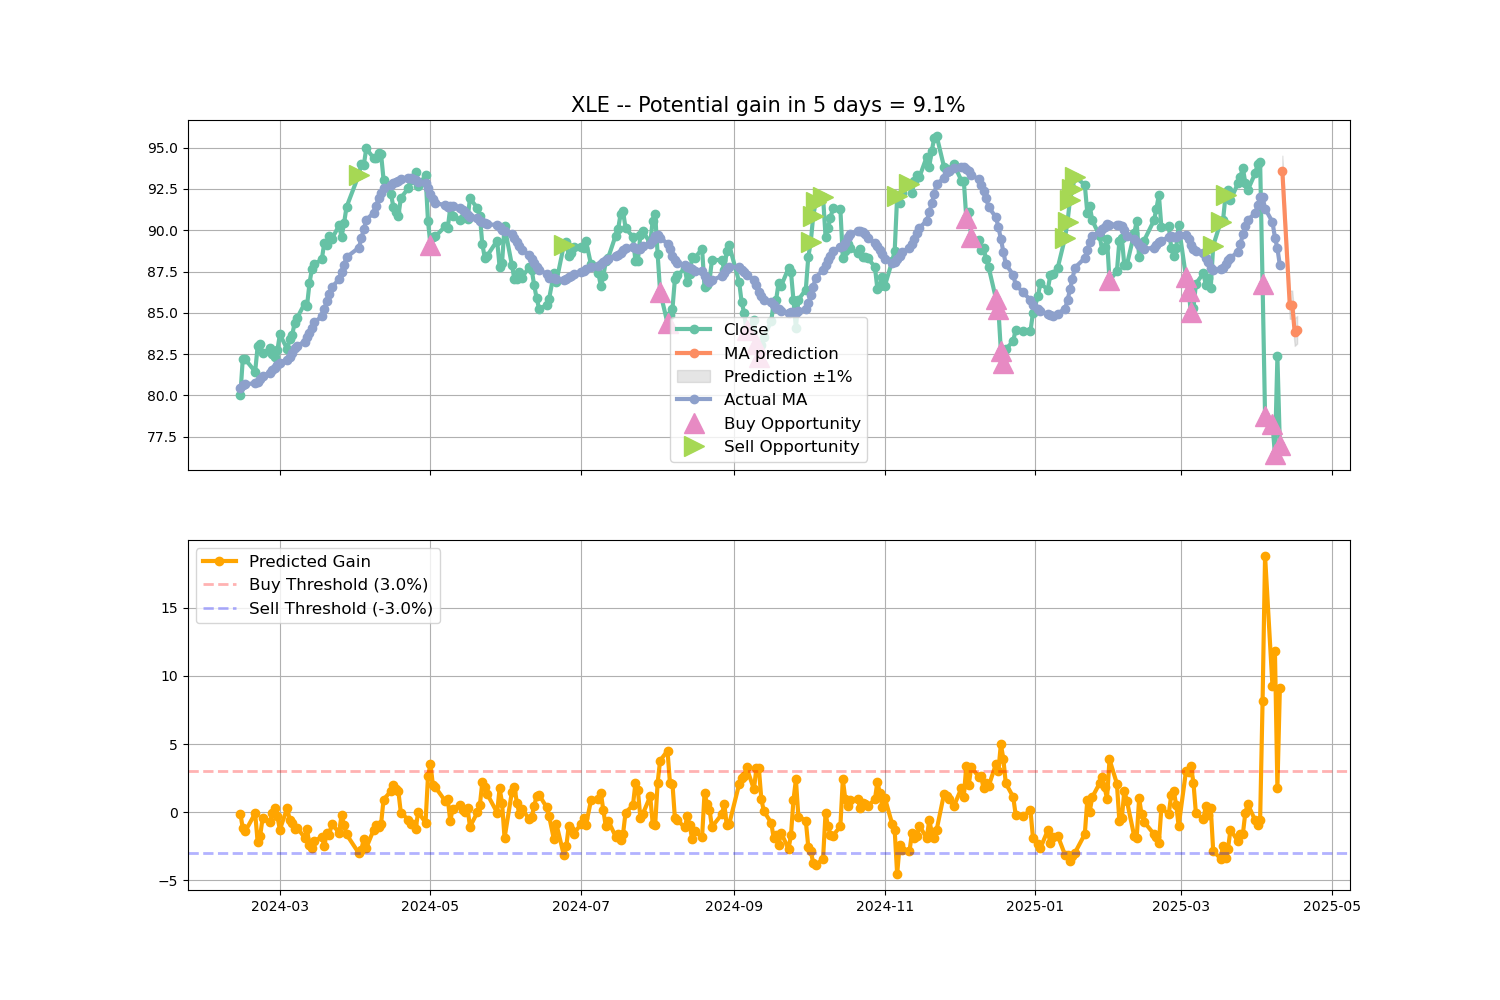 XLE -- Potential gain in 5 days = 9.1%
95.0
92.5
90.0
87.5
85.0
82.5
80.0
77.5
Close
MA prediction
Prediction ±1%
Actual MA
Buy Opportunity
Sell Opportunity
Predicted Gain
Buy Threshold (3.0%)
Sell Threshold (-3.0%)
15
10
5
0
−5
2024-03 2024-05 2024-07 2024-09 2024-11 2025-01 2025-03 2025-05